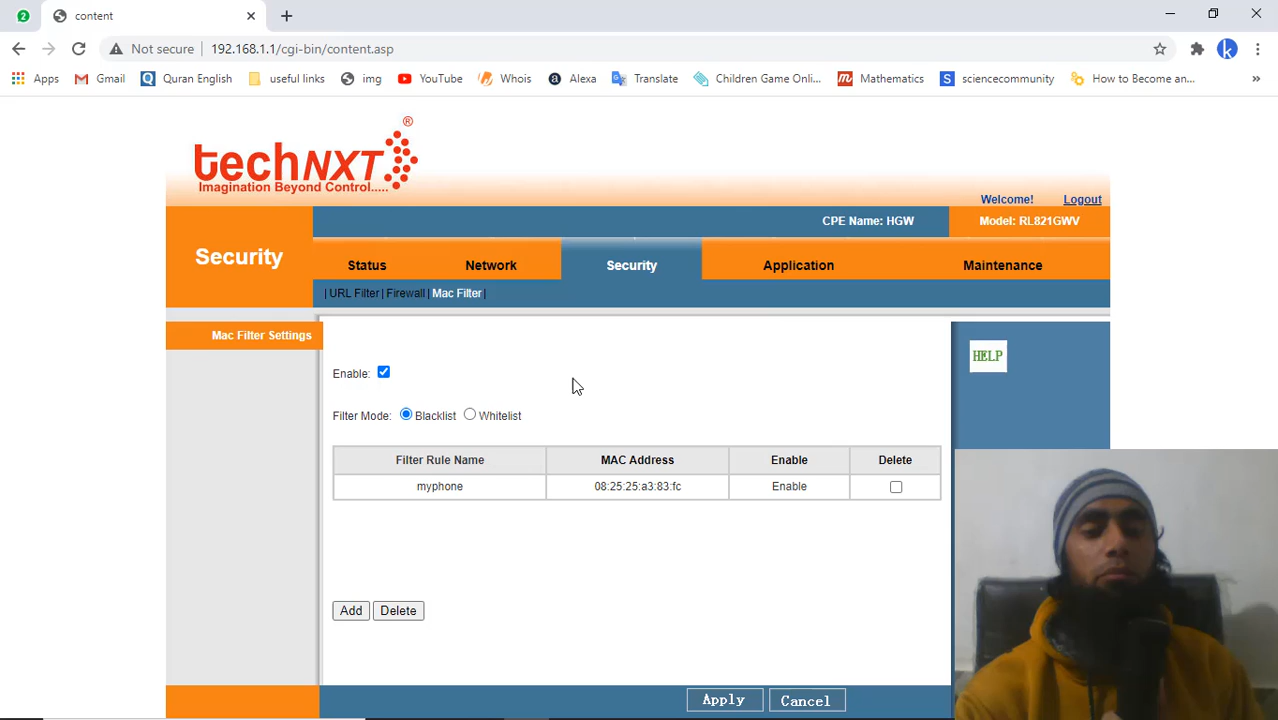 2
content
Not secure
192.168.1.1/cgi-bin/content.asp
k
Apps
Gmail
Quran English
useful links
img
YouTube
Whois
Alexa
Translate
Children Game Onli...
Mathematics
sciencecommunity
How to Become an...
»
techNXT®
Imagination Beyond Control.....
Welcome! Logout
CPE Name: HGW
Model: RL821GWV
Security
Status
Network
Security
Application
Maintenance
| URL Filter | Firewall | Mac Filter |
Mac Filter Settings
HELP
Enable:
Filter Mode: Blacklist Whitelist
Filter Rule Name MAC Address Enable Delete
myphone 08:25:25:a3:83:fc Enable
Add Delete
Apply Cancel